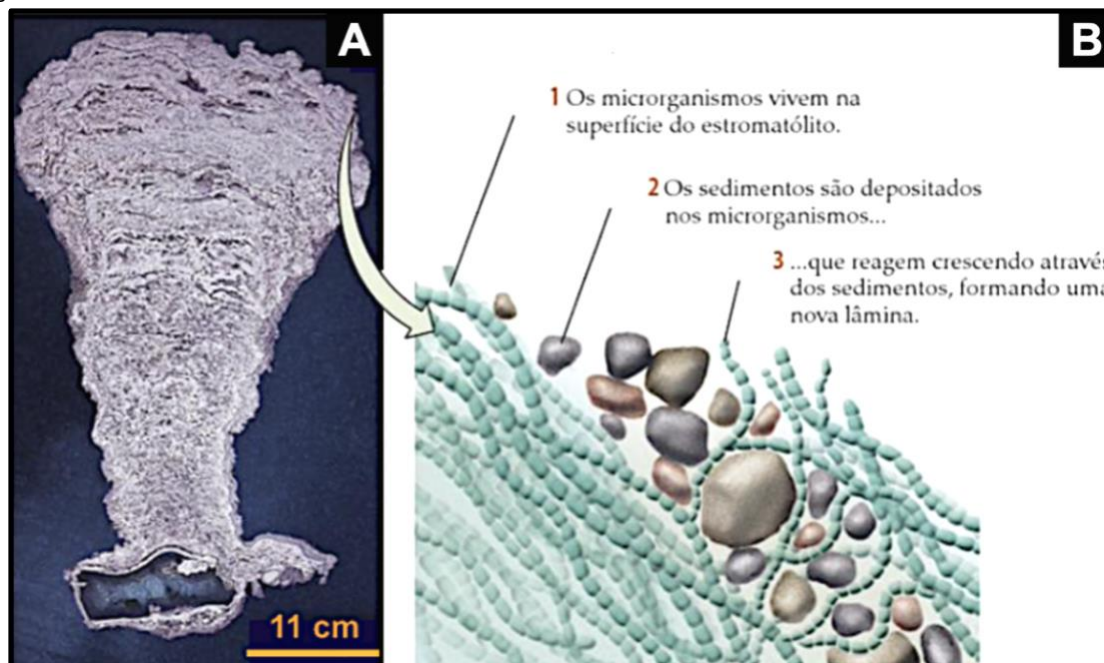 A
B
1 Os microrganismos vivem na
superfície do estromatólito.
2 Os sedimentos são depositados
nos microrganismos...
3 ...que reagem crescendo através
dos sedimentos, formando uma
nova lâmina.
11 cm